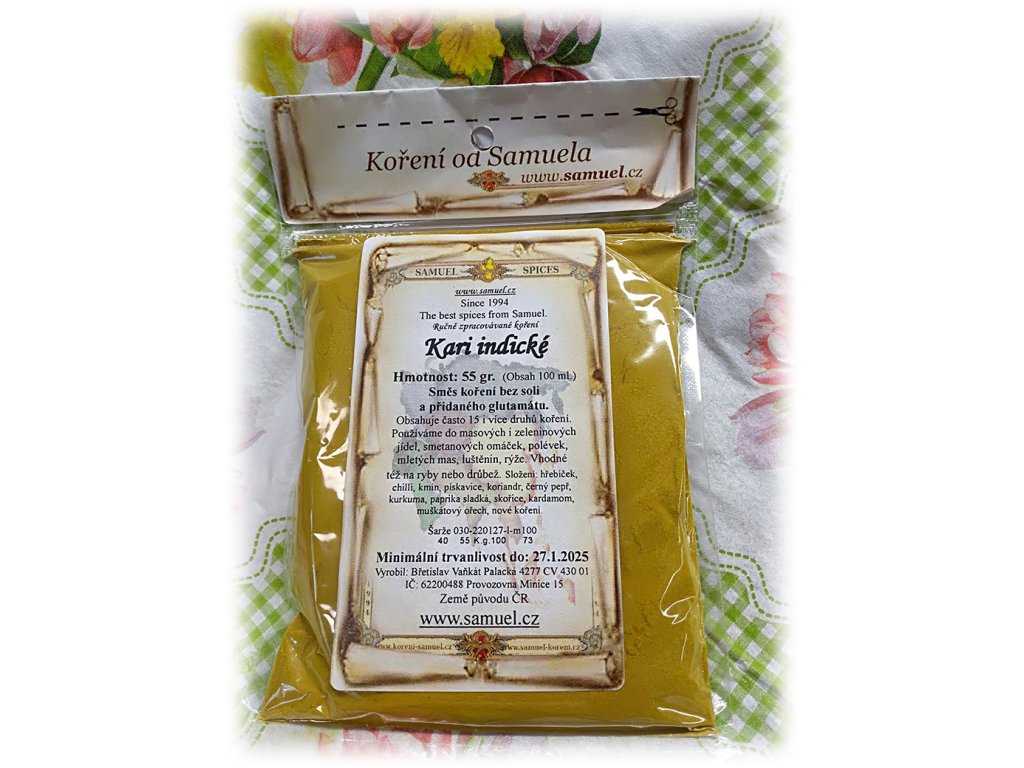 Koření od Samuela
www.samuel.cz
SAMUEL SPICES
www.samuel.cz
Since 1994
The best spices from Samuel.
Ručně zpracovávané koření
Kari indické
Hmotnost: 55 gr. (Obsah 100 ml.)
Směs koření bez soli
a přidaného glutamátu.
Obsahuje často 15 i více druhů koření.
Používáme do masových i zeleninových
jídel, smetanových omáček, polévek,
mletých mas, luštěnin, rýže. Vhodné
též na ryby nebo drůbež. Složení: hřebíček,
chilli, kmín, pískavice, koriandr, černý pepř,
kurkuma, paprika sladká, skořice, kardamom,
muškátový ořech, nové koření.
Šarže 030-220127-I-m100
40 55 K.g.100 73
Minimální trvanlivost do: 27.1.2025
Vyrobil: Břetislav Vaňkát Palacká 4277 CV 430 01
IČ: 62200488 Provozovna Minice 15
Země původu ČR
www.samuel.cz
www.koreni-samuel.cz www.samuel-koreni.cz